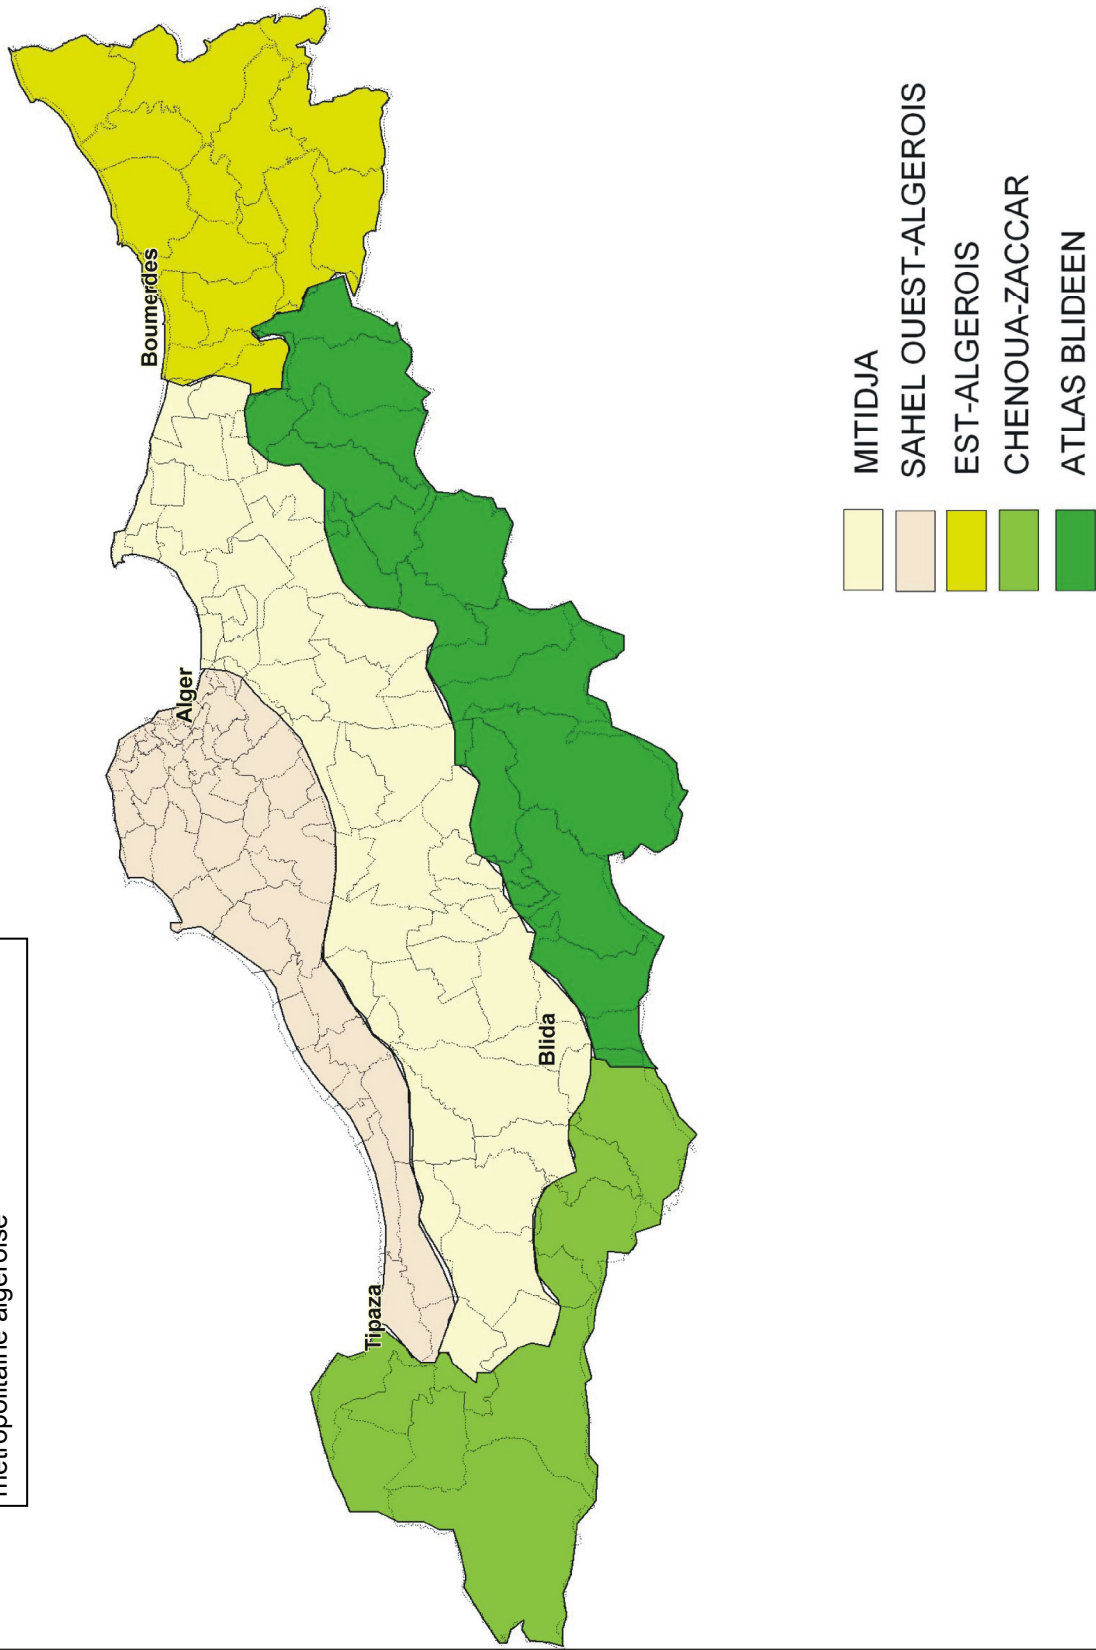 métropolitaine algéroise
Boumerdes
Alger
Blida
Tipaza
MITIDJA
SAHEL OUEST-ALGEROIS
EST-ALGEROIS
CHENOUA-ZACCAR
ATLAS BLIDEEN